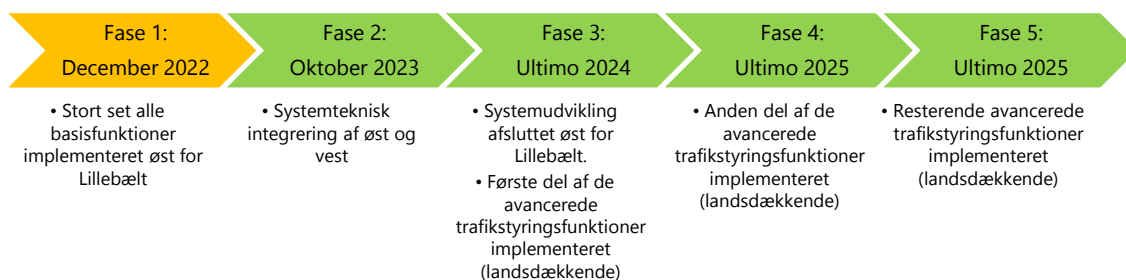 Fase 1:
December 2022
• Stort set alle
basisfunktioner
implementeret øst for
Lillebælt
Fase 2:
Oktober 2023
• Systemteknisk
integrering af øst og
vest
Fase 3:
Ultimo 2024
• Systemudvikling
afsluttet øst for
Lillebælt.
• Første del af de
avancerede
trafikstyringsfunktioner
implementeret
(landsdækkende)
Fase 4:
Ultimo 2025
• Anden del af de
avancerede
trafikstyringsfunktioner
implementeret
(landsdækkende)
Fase 5:
Ultimo 2025
• Resterende avancerede
trafikstyringsfunktioner
implementeret
(landsdækkende)